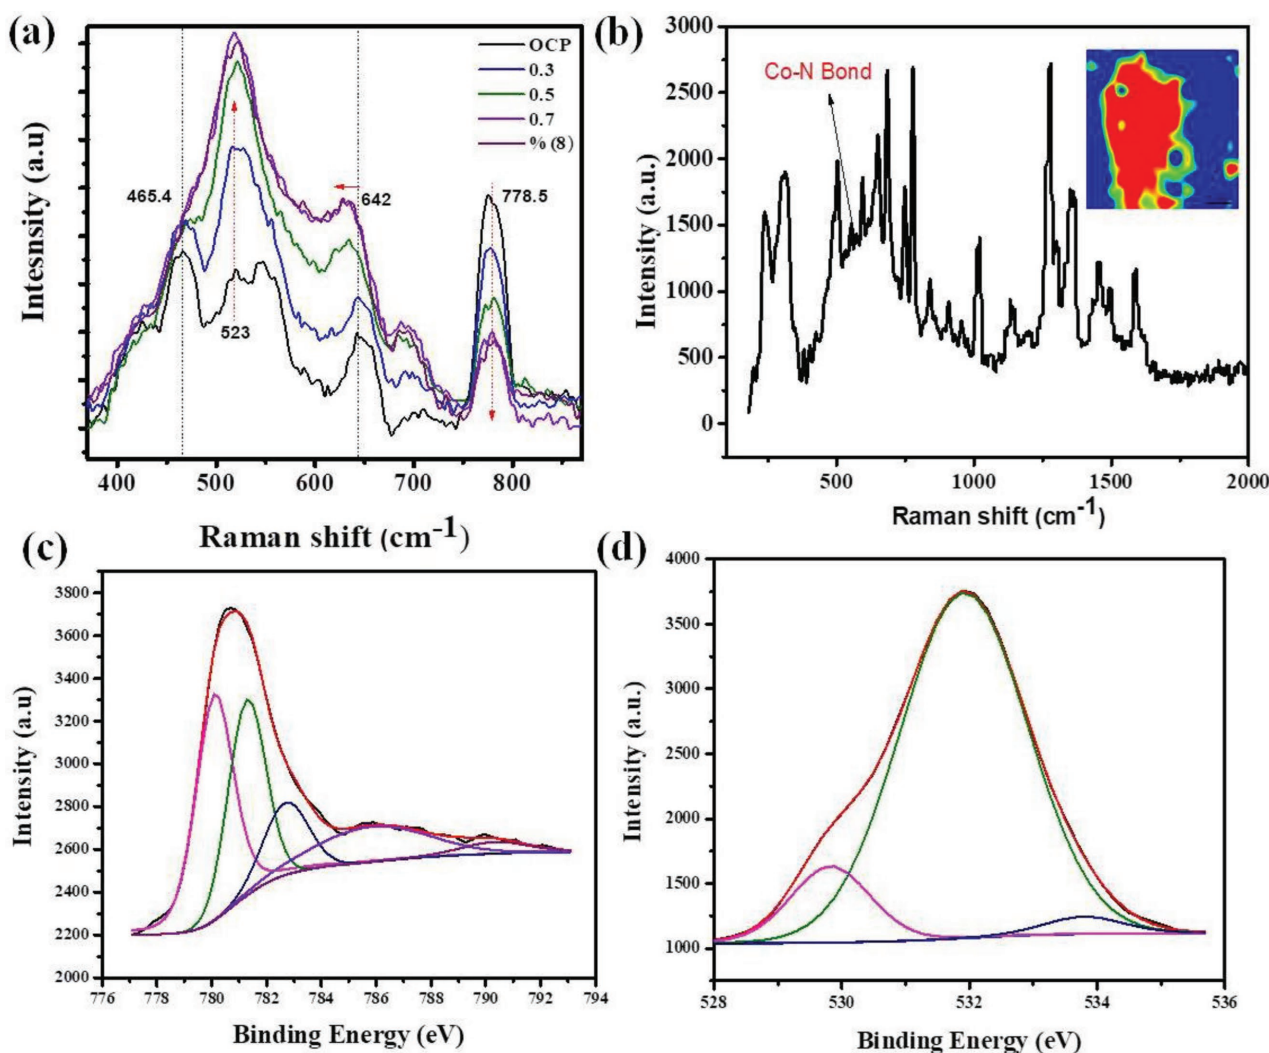 (a)
Intesnsity (a.u)
OCP
0.3
0.5
0.7
% (8)
465.4
642
778.5
523
400 500 600 700 800
Raman shift (cm-1)
(b)
Intensity (a.u.)
3000
2500
2000
1500
1000
500
0
Co-N Bond
500 1000 1500 2000
Raman shift (cm-1)
(c)
Intensity (a.u)
3800
3600
3400
3200
3000
2800
2600
2400
2200
2000
776 778 780 782 784 786 788 790 792 794
Binding Energy (eV)
(d)
Intensity (a.u.)
4000
3500
3000
2500
2000
1500
1000
528 530 532 534 536
Binding Energy (eV)